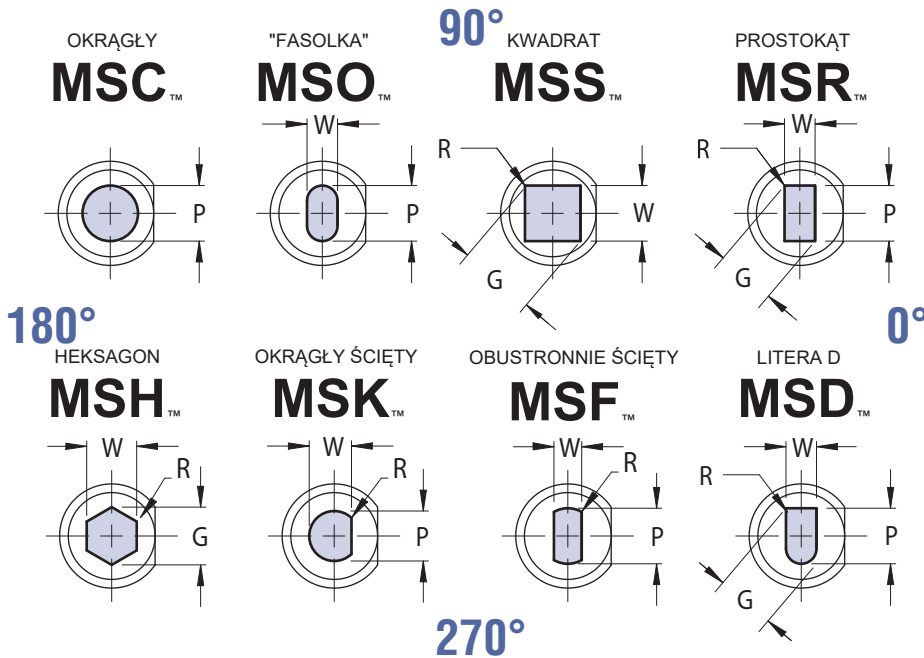 90°
OKRĄGŁY
MSC™
P
"FASOLKA"
MSO™
W
P
KWADRAT
MSS™
R
W
G
PROSTOKĄT
MSR™
W
R
P
G
180°
0°
HEKSAGON
MSH™
W
R
G
OKRĄGŁY ŚCIĘTY
MSK™
W
R
P
OBUSTRONNIE ŚCIĘTY
MSF™
W
R
P
LITERA D
MSD™
W
R
P
G
270°